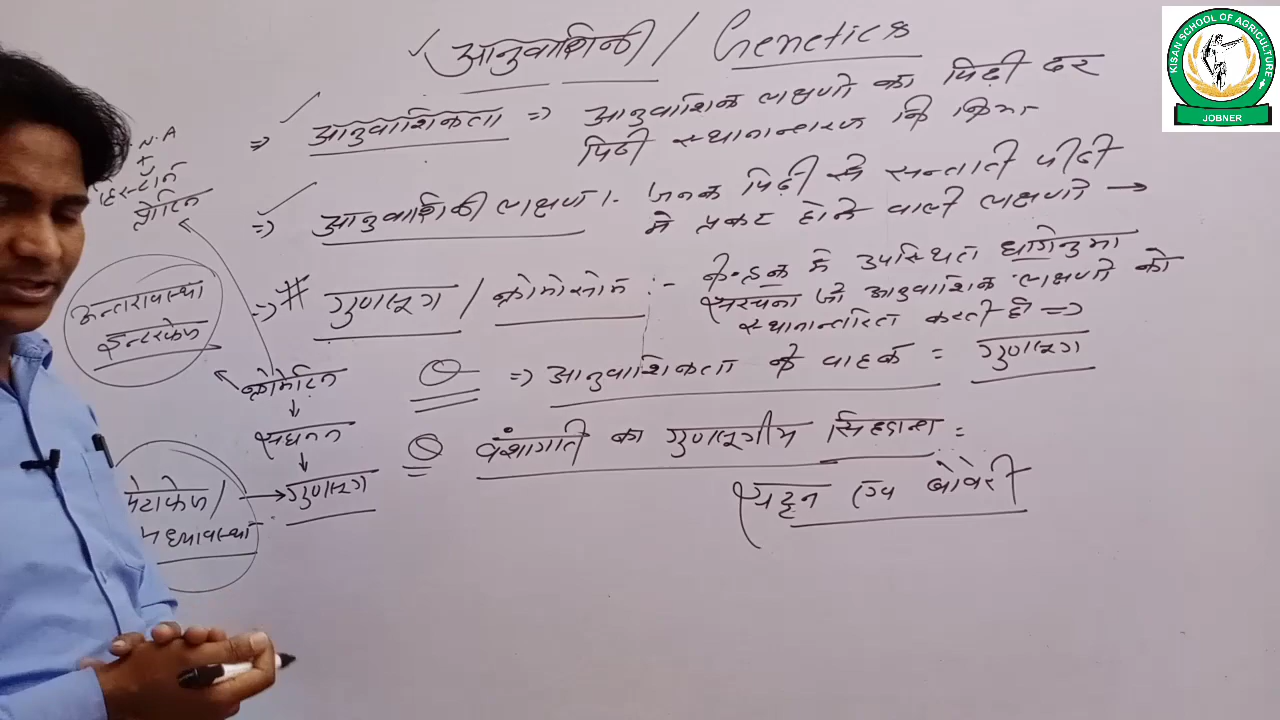 आनुवांशिकी / Genetics
⇒ आनुवांशिकता ⇒ आनुवांशिक लक्षणो का पिढी दर
पिढी स्थानान्तरण कि क्रिया
⇒ आनुवांशिकी लक्षण :- जनक पिढी से सन्तति पीढी
मे प्रकट होने वाली लक्षणो →
⇒ # गुणसूत्र / क्रोमोसोम :- केन्द्रक मे उपस्थित धागेनुमा
संरचना जो आनुवांशिक लक्षणो को
स्थानान्तरित करती हो ⇒
⇒ आनुवांशिकता के वाहक = गुणसूत्र
वंशागति का गुणसूत्रीय सिद्धान्त =
सट्टन एव बोवेरी
N.A
+
हिस्टोन
प्रोटिन
अन्तरावस्था
इन्टरफेज
क्रोमेटिन
↓
संघनन
↓
मेटाफेज / → गुणसूत्र
मध्यावस्था
KISAN SCHOOL OF AGRICULTURE
JOBNER